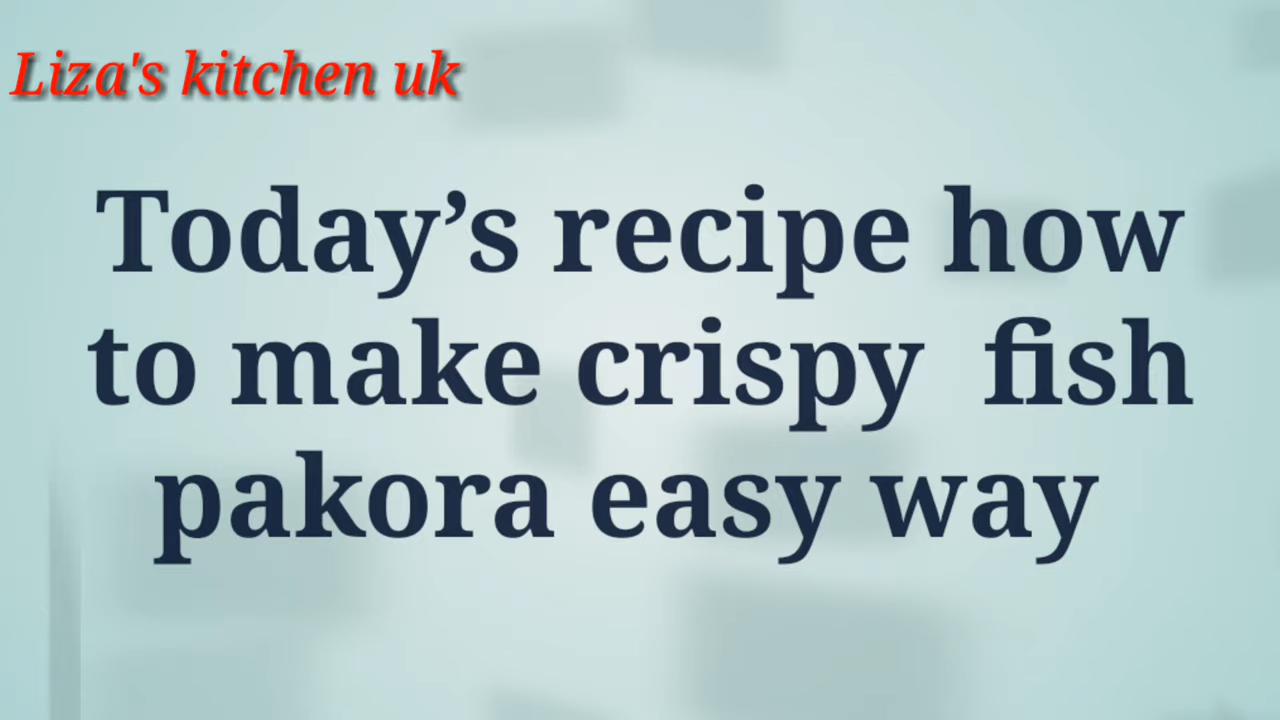 Liza's kitchen uk
Today’s recipe how
to make crispy  fish
pakora easy way